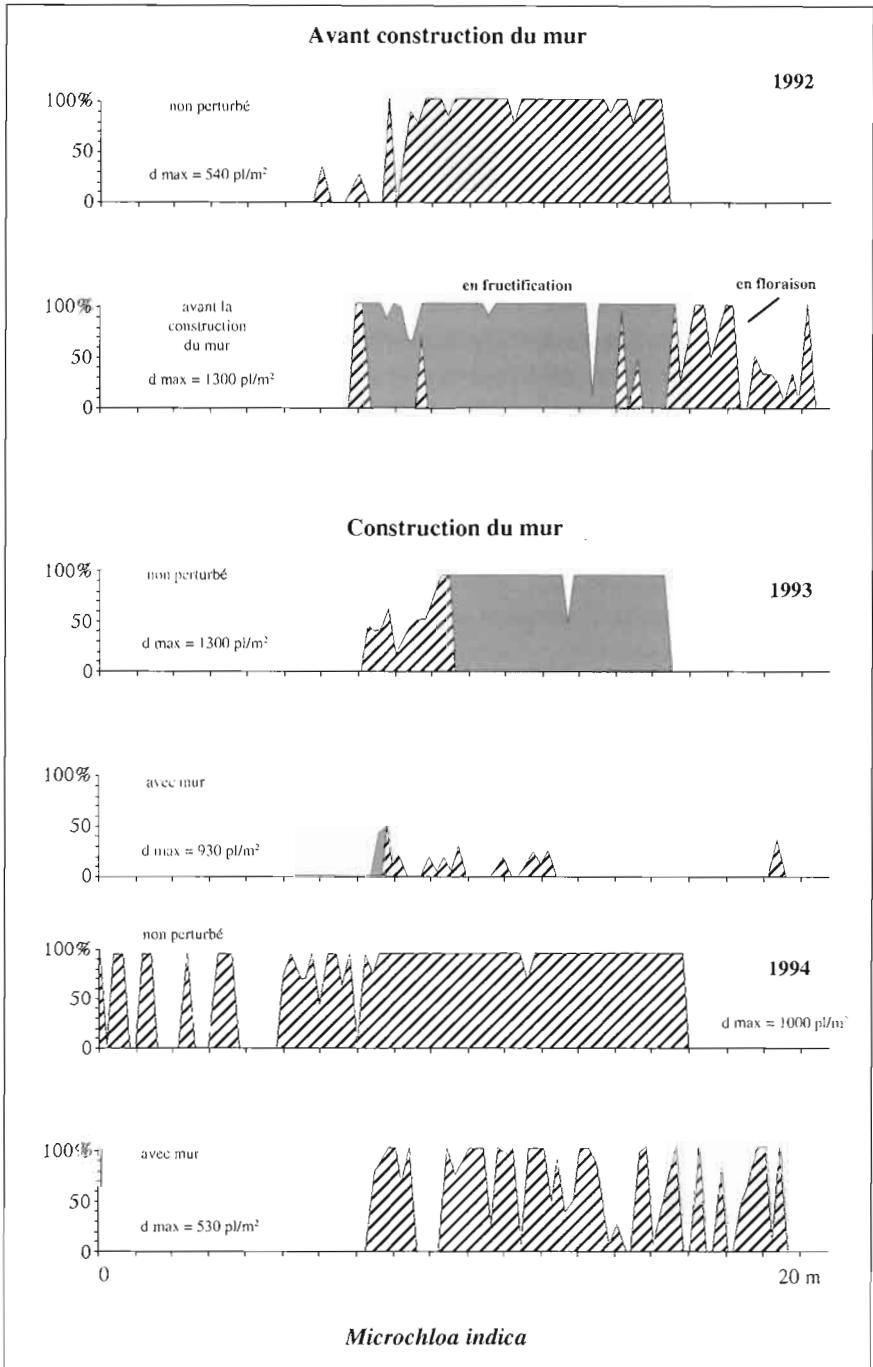 Avant construction du mur
1992
100%
non perturbé
50
d max = 540 pl/m²
0
en fructification
en floraison
100%
avant la
construction
du mur
50
d max = 1300 pl/m²
0
Construction du mur
100%
non perturbé
1993
50
d max = 1300 pl/m²
0
100%
avec mur
50
d max = 930 pl/m²
0
non perturbé
100%
1994
50
d max = 1000 pl/m²
0
100%
avec mur
50
d max = 530 pl/m²
0
0
20 m
Microchloa indica